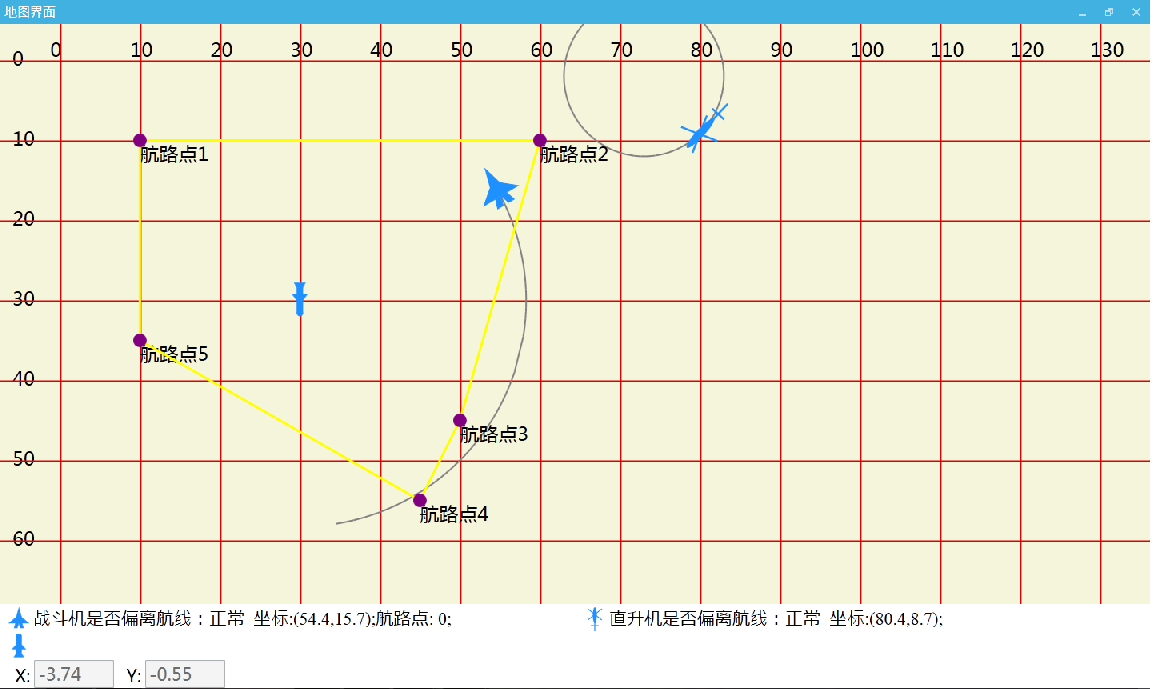 地图界面
0 10 20 30 40 50 60 70 80 90 100 110 120 130
0
10
航路点1 航路点2
20
30
航路点5
40
航路点3
50
航路点4
60
战斗机是否偏离航线：正常 坐标:(54.4,15.7);航路点: 0;
直升机是否偏离航线：正常 坐标:(80.4,8.7);
X: -3.74 Y: -0.55